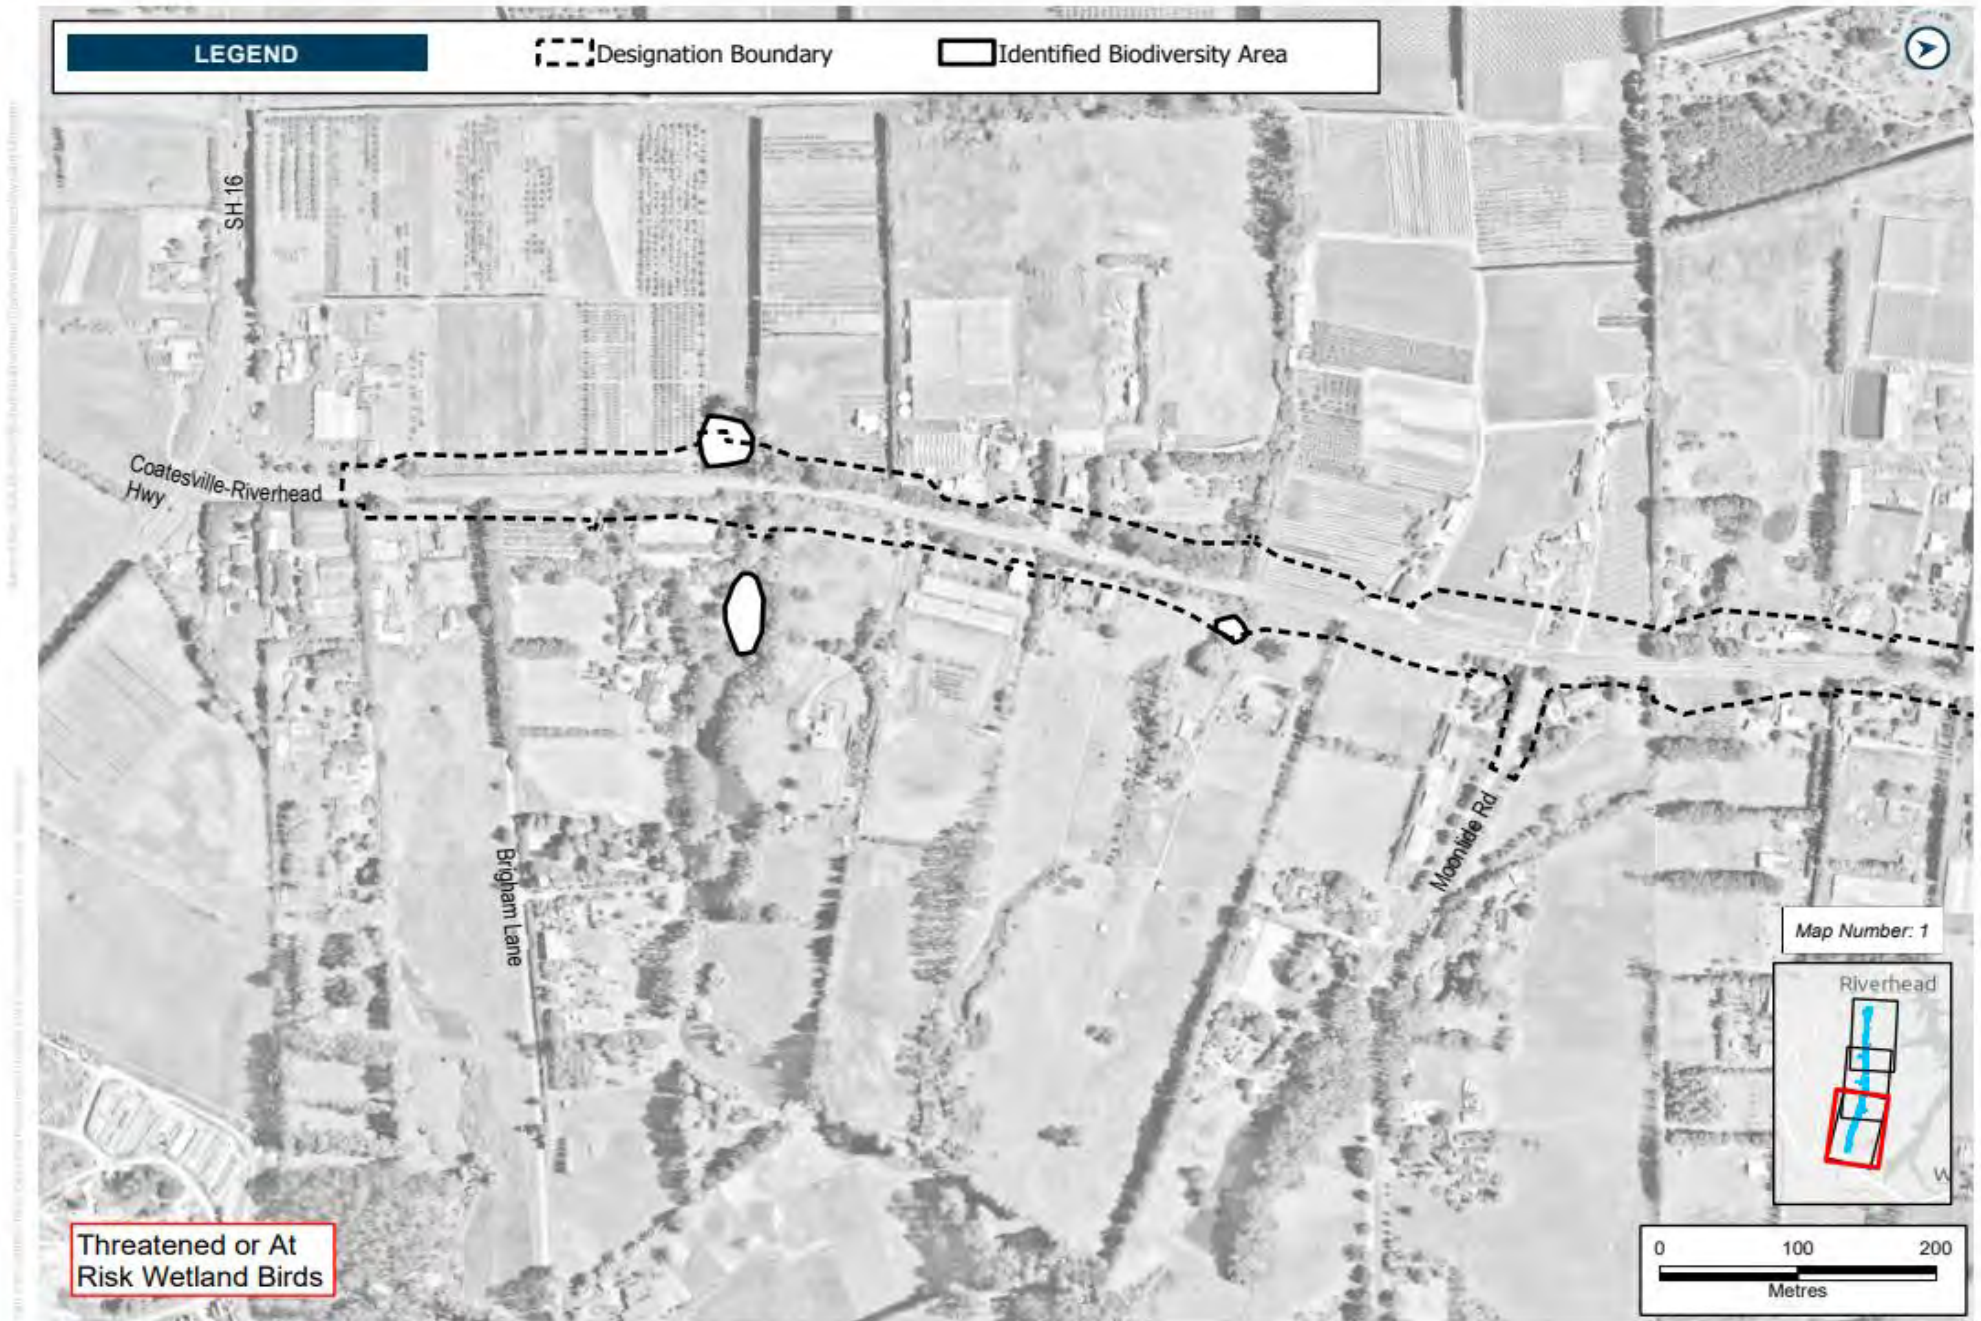 LEGEND
Designation Boundary
Identified Biodiversity Area
SH 16
Coatesville-Riverhead
Hwy
Brigham Lane
Moontide Rd
Map Number: 1
Riverhead
W
Threatened or At
Risk Wetland Birds
0 100 200
Metres